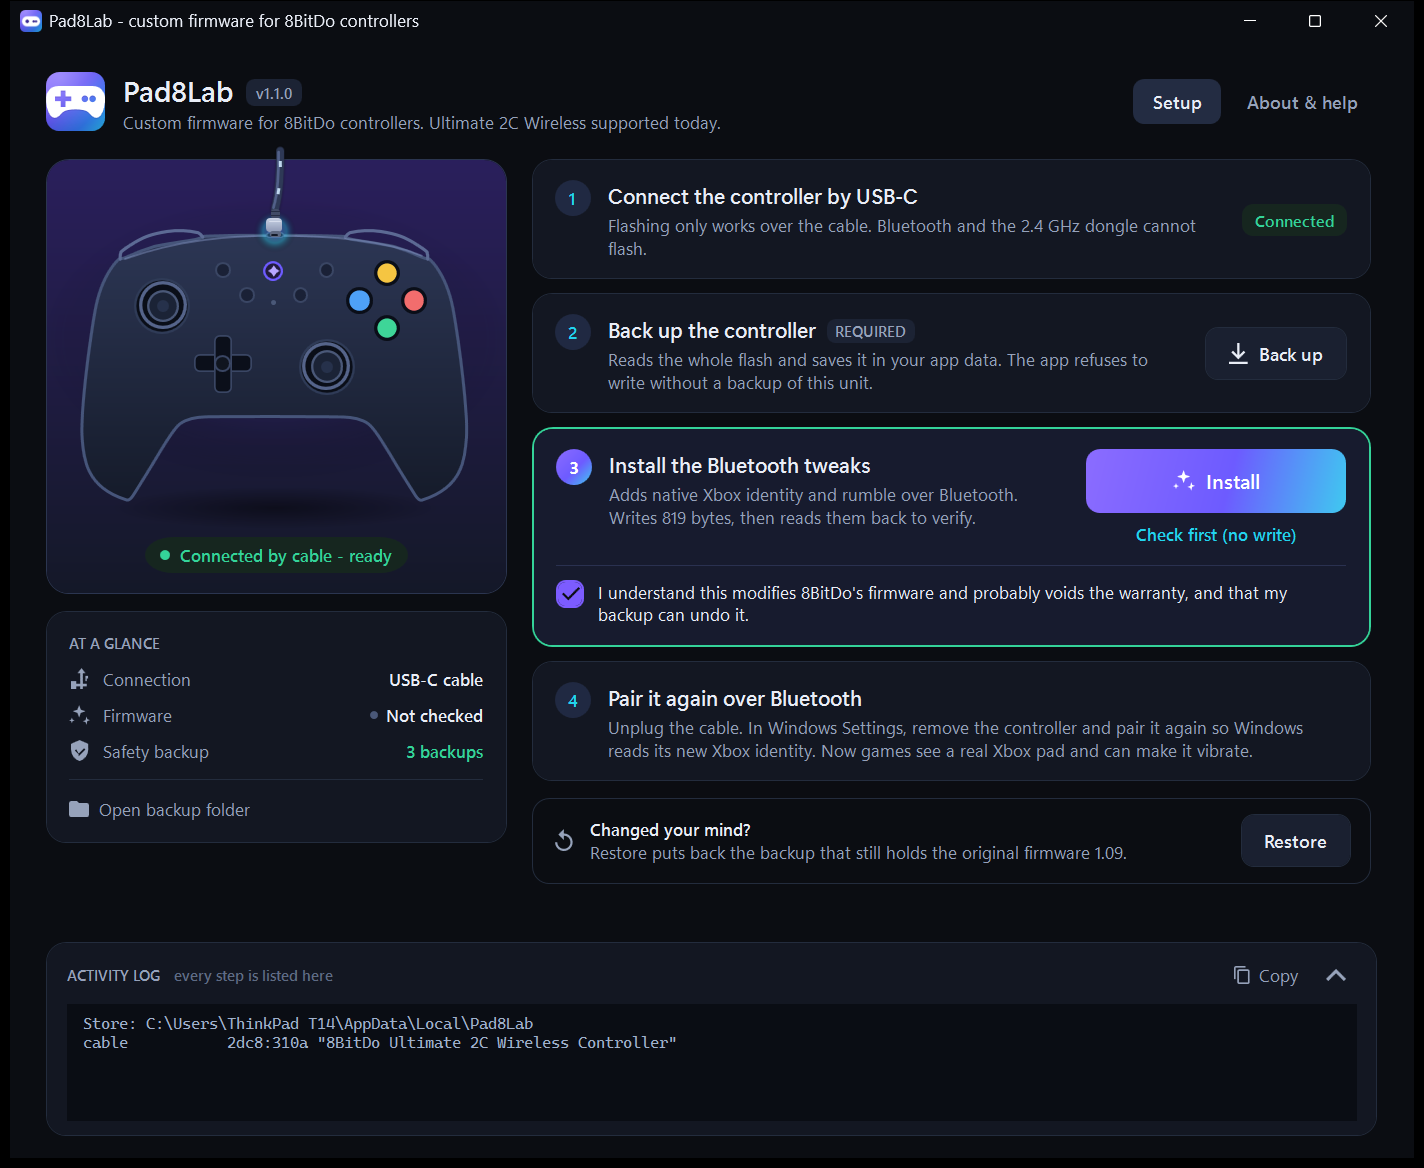 Pad8Lab - custom firmware for 8BitDo controllers
Pad8Lab v1.1.0
Custom firmware for 8BitDo controllers. Ultimate 2C Wireless supported today.
Setup
About & help
Connected by cable - ready
AT A GLANCE
Connection USB-C cable
Firmware Not checked
Safety backup 3 backups
Open backup folder
1 Connect the controller by USB-C
Flashing only works over the cable. Bluetooth and the 2.4 GHz dongle cannot
flash.
Connected
2 Back up the controller REQUIRED
Reads the whole flash and saves it in your app data. The app refuses to
write without a backup of this unit.
Back up
3 Install the Bluetooth tweaks
Adds native Xbox identity and rumble over Bluetooth.
Writes 819 bytes, then reads them back to verify.
Install
Check first (no write)
I understand this modifies 8BitDo's firmware and probably voids the warranty, and that my
backup can undo it.
4 Pair it again over Bluetooth
Unplug the cable. In Windows Settings, remove the controller and pair it again so Windows
reads its new Xbox identity. Now games see a real Xbox pad and can make it vibrate.
Changed your mind?
Restore puts back the backup that still holds the original firmware 1.09.
Restore
ACTIVITY LOG every step is listed here
Copy
Store: C:\Users\ThinkPad T14\AppData\Local\Pad8Lab
cable 2dc8:310a "8BitDo Ultimate 2C Wireless Controller"